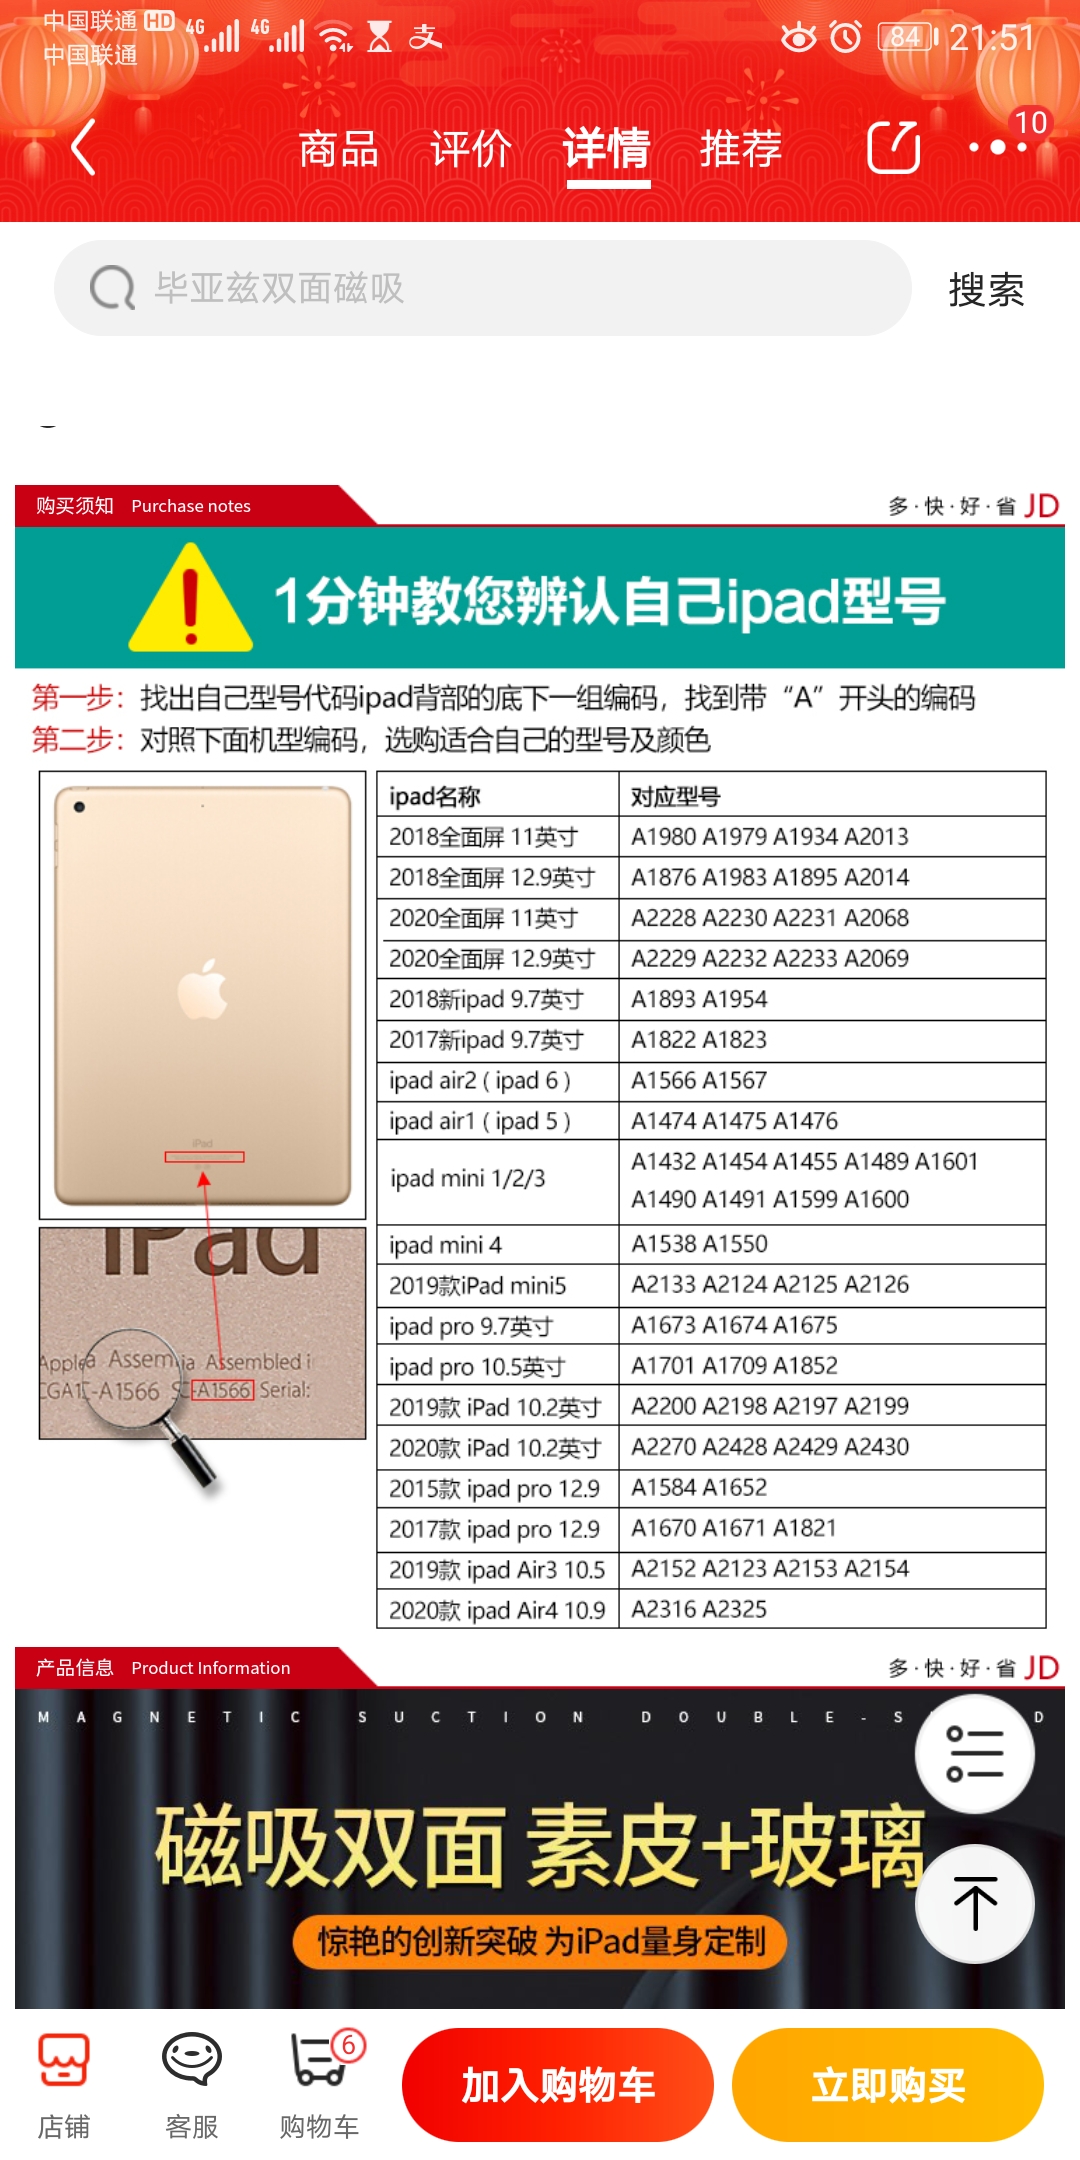 中国联通 HD 4G 4G 支 84 21:51
中国联通
商品 评价 详情 推荐 10
毕亚兹双面磁吸 搜索
购买须知 Purchase notes 多·快·好·省 JD
1分钟教您辨认自己ipad型号
第一步：找出自己型号代码ipad背部的底下一组编码，找到带“A”开头的编码
第二步：对照下面机型编码，选购适合自己的型号及颜色
ipad名称 对应型号
2018全面屏 11英寸 A1980 A1979 A1934 A2013
2018全面屏 12.9英寸 A1876 A1983 A1895 A2014
2020全面屏 11英寸 A2228 A2230 A2231 A2068
2020全面屏 12.9英寸 A2229 A2232 A2233 A2069
2018新ipad 9.7英寸 A1893 A1954
2017新ipad 9.7英寸 A1822 A1823
ipad air2 ( ipad 6 ) A1566 A1567
ipad air1 ( ipad 5 ) A1474 A1475 A1476
ipad mini 1/2/3 A1432 A1454 A1455 A1489 A1601
A1490 A1491 A1599 A1600
ipad mini 4 A1538 A1550
2019款iPad mini5 A2133 A2124 A2125 A2126
ipad pro 9.7英寸 A1673 A1674 A1675
ipad pro 10.5英寸 A1701 A1709 A1852
2019款 iPad 10.2英寸 A2200 A2198 A2197 A2199
2020款 iPad 10.2英寸 A2270 A2428 A2429 A2430
2015款 ipad pro 12.9 A1584 A1652
2017款 ipad pro 12.9 A1670 A1671 A1821
2019款 ipad Air3 10.5 A2152 A2123 A2153 A2154
2020款 ipad Air4 10.9 A2316 A2325
iPad
iPad
Apple a Assem ia Assembled i
-A1566 -A1566 Serial:
产品信息 Product Information 多·快·好·省 JD
MAGNETIC SUCTION DOUBLE-S D
磁吸双面 素皮+玻璃
惊艳的创新突破 为iPad量身定制
6
加入购物车 立即购买
店铺 客服 购物车